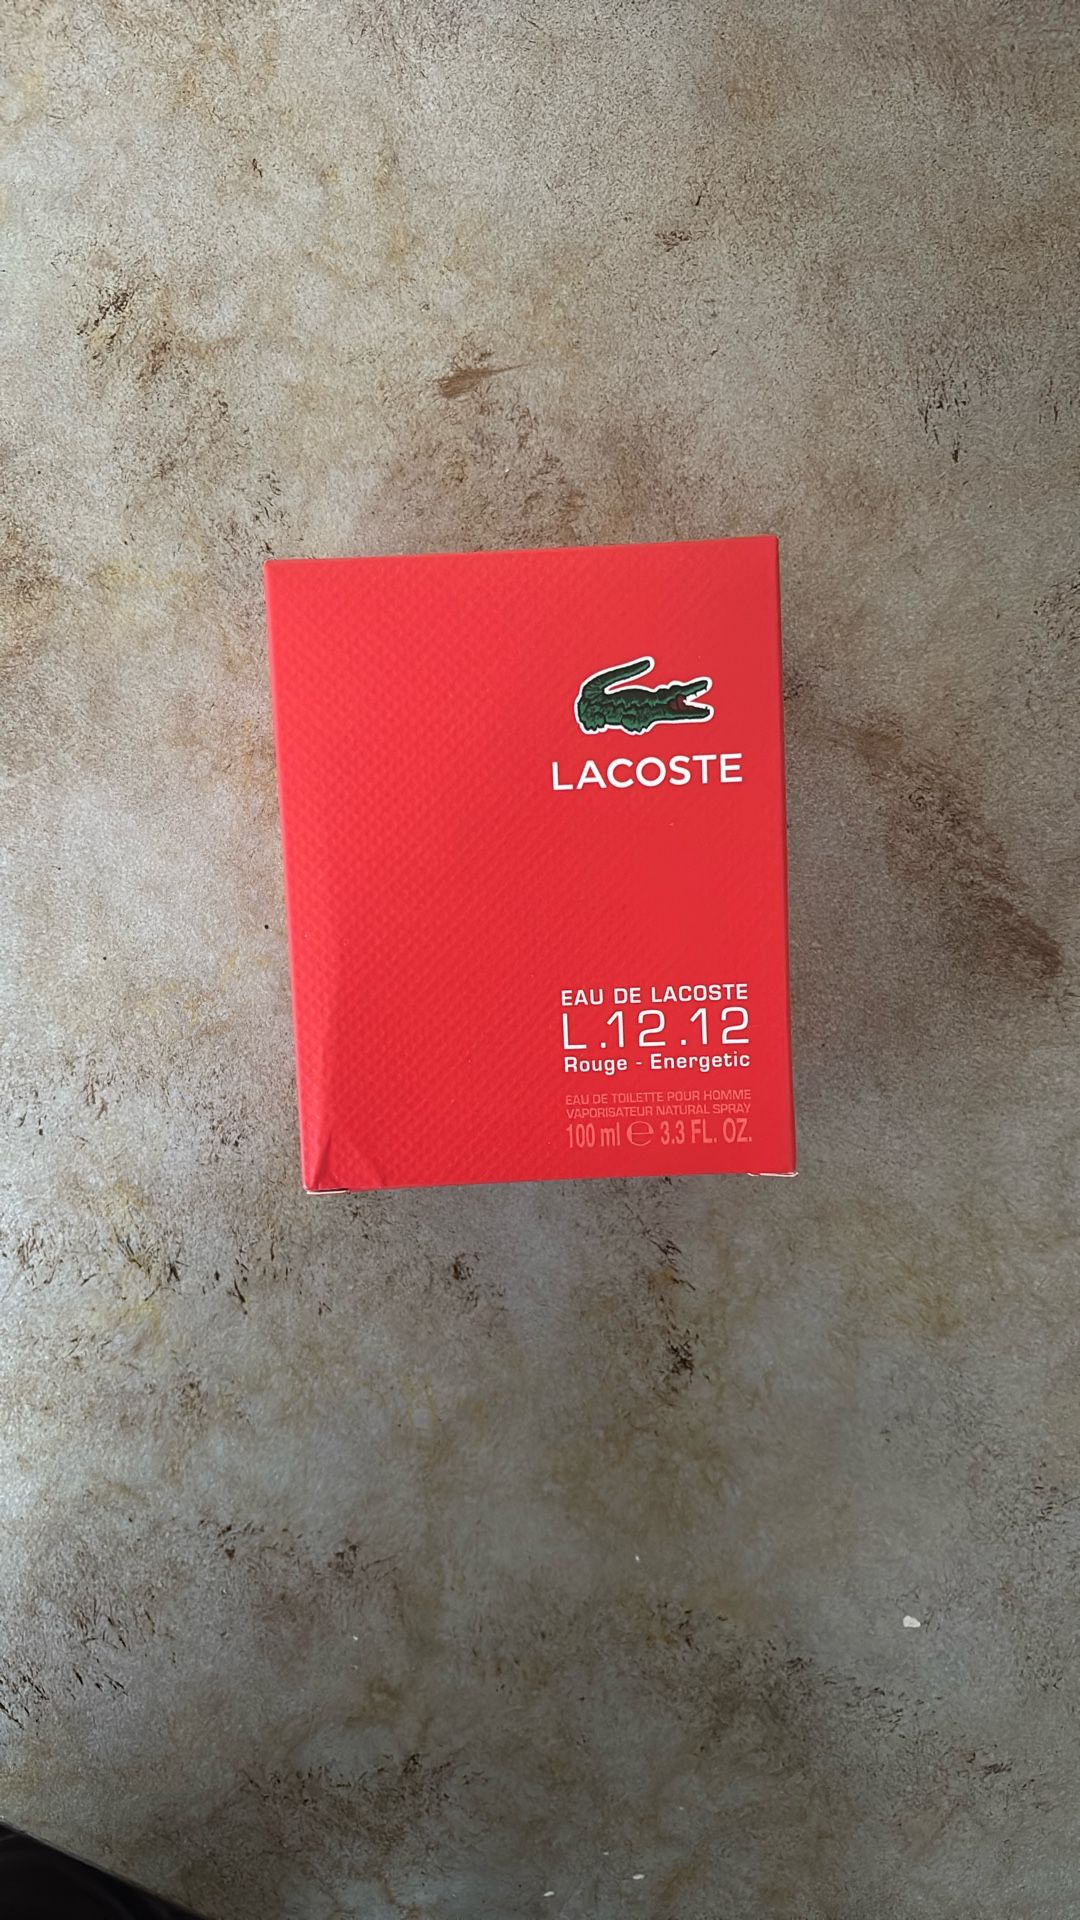 LACOSTE
EAU DE LACOSTE
L.12.12
Rouge - Energetic
EAU DE TOILETTE POUR HOMME
VAPORISATEUR NATURAL SPRAY
100 ml ℮ 3.3 FL. OZ.